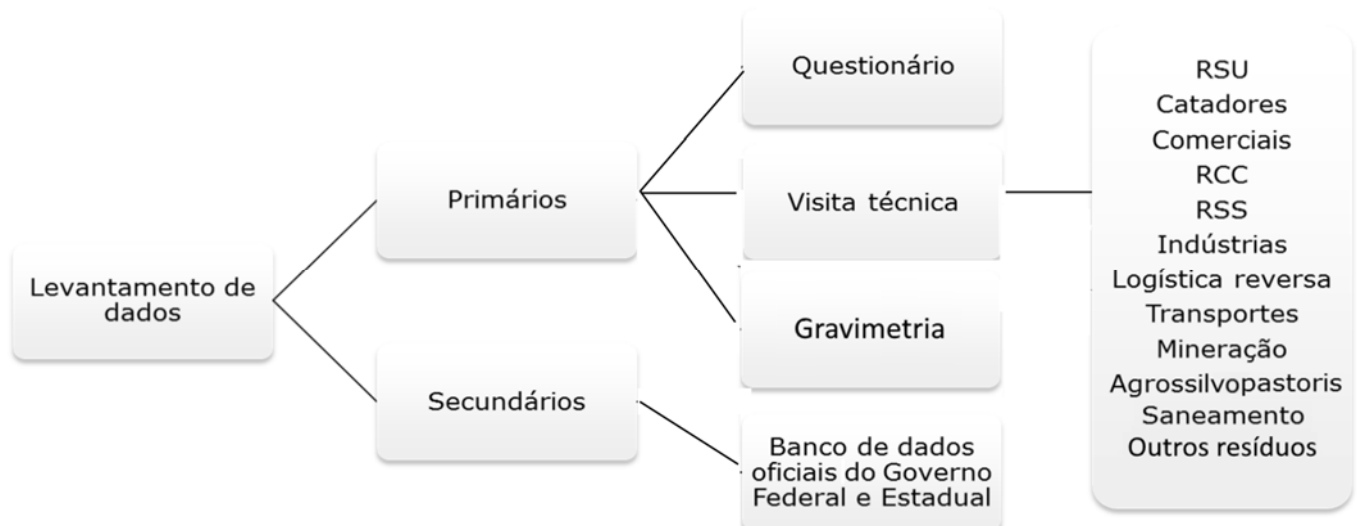 Levantamento de
dados
Primários
Secundários
Questionário
Visita técnica
Gravimetria
Banco de dados
oficiais do Governo
Federal e Estadual
RSU
Catadores
Comerciais
RCC
RSS
Indústrias
Logística reversa
Transportes
Mineração
Agrossilvopastoris
Saneamento
Outros resíduos